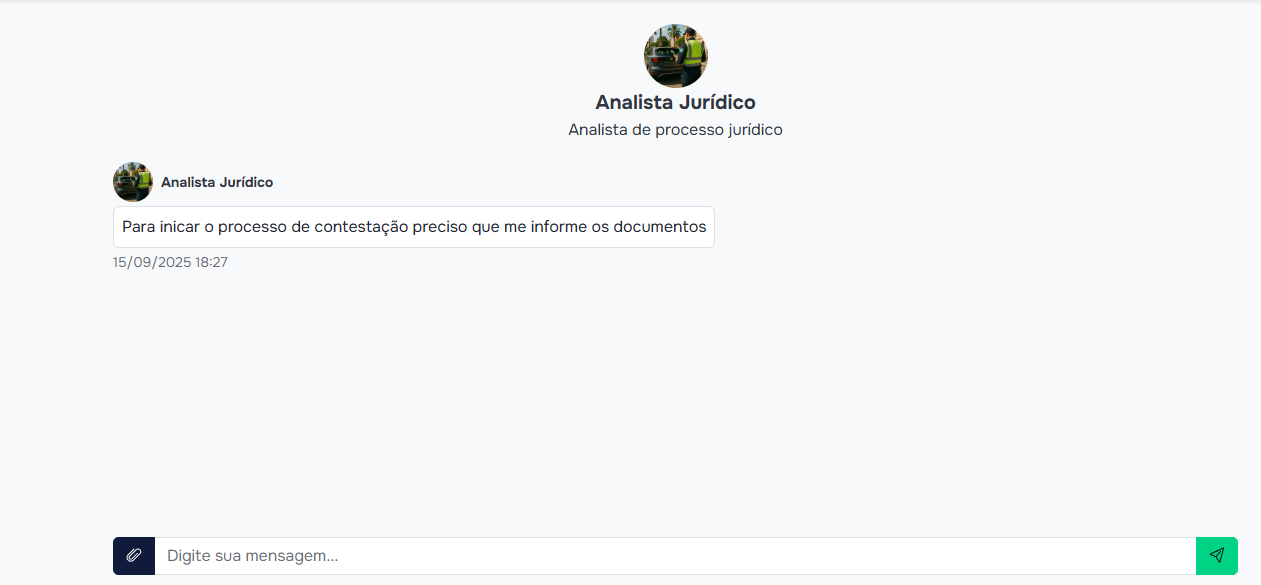 Analista Jurídico
Analista de processo jurídico
Analista Jurídico
Para inicar o processo de contestação preciso que me informe os documentos
15/09/2025 18:27
Digite sua mensagem...